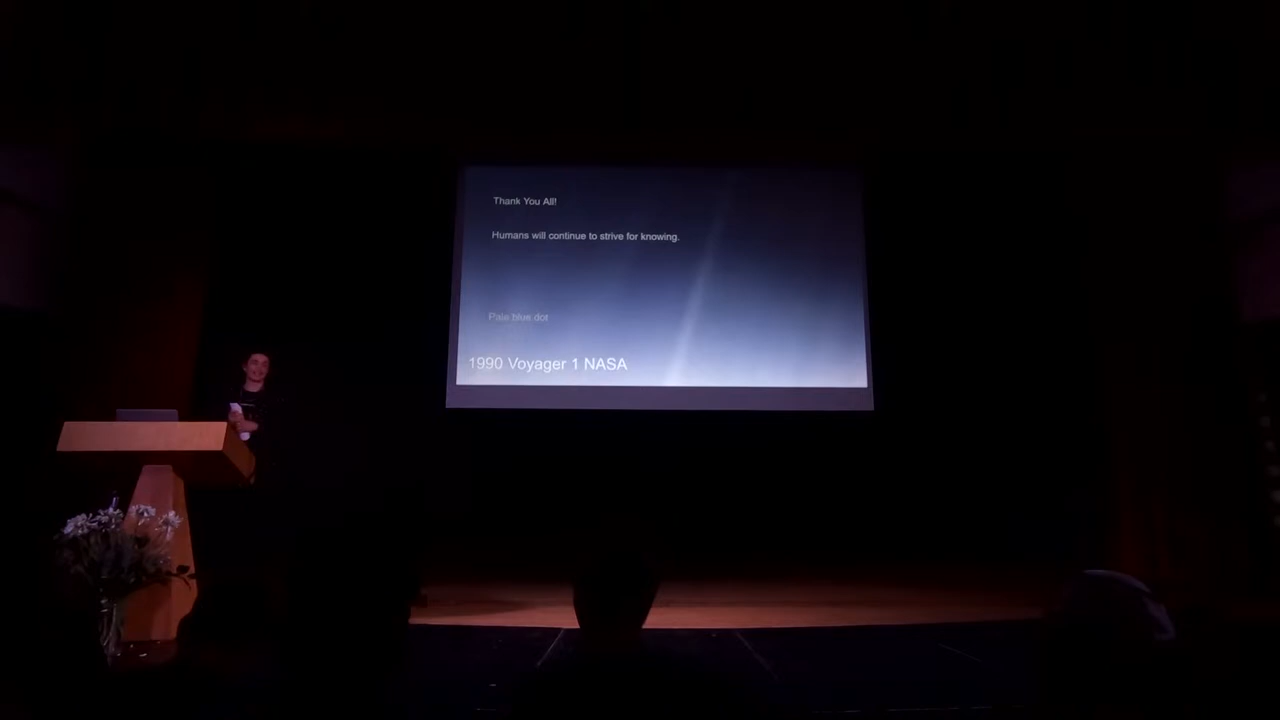 Thank You All!
Humans will continue to strive for knowing.
Pale blue dot
1990 Voyager 1 NASA